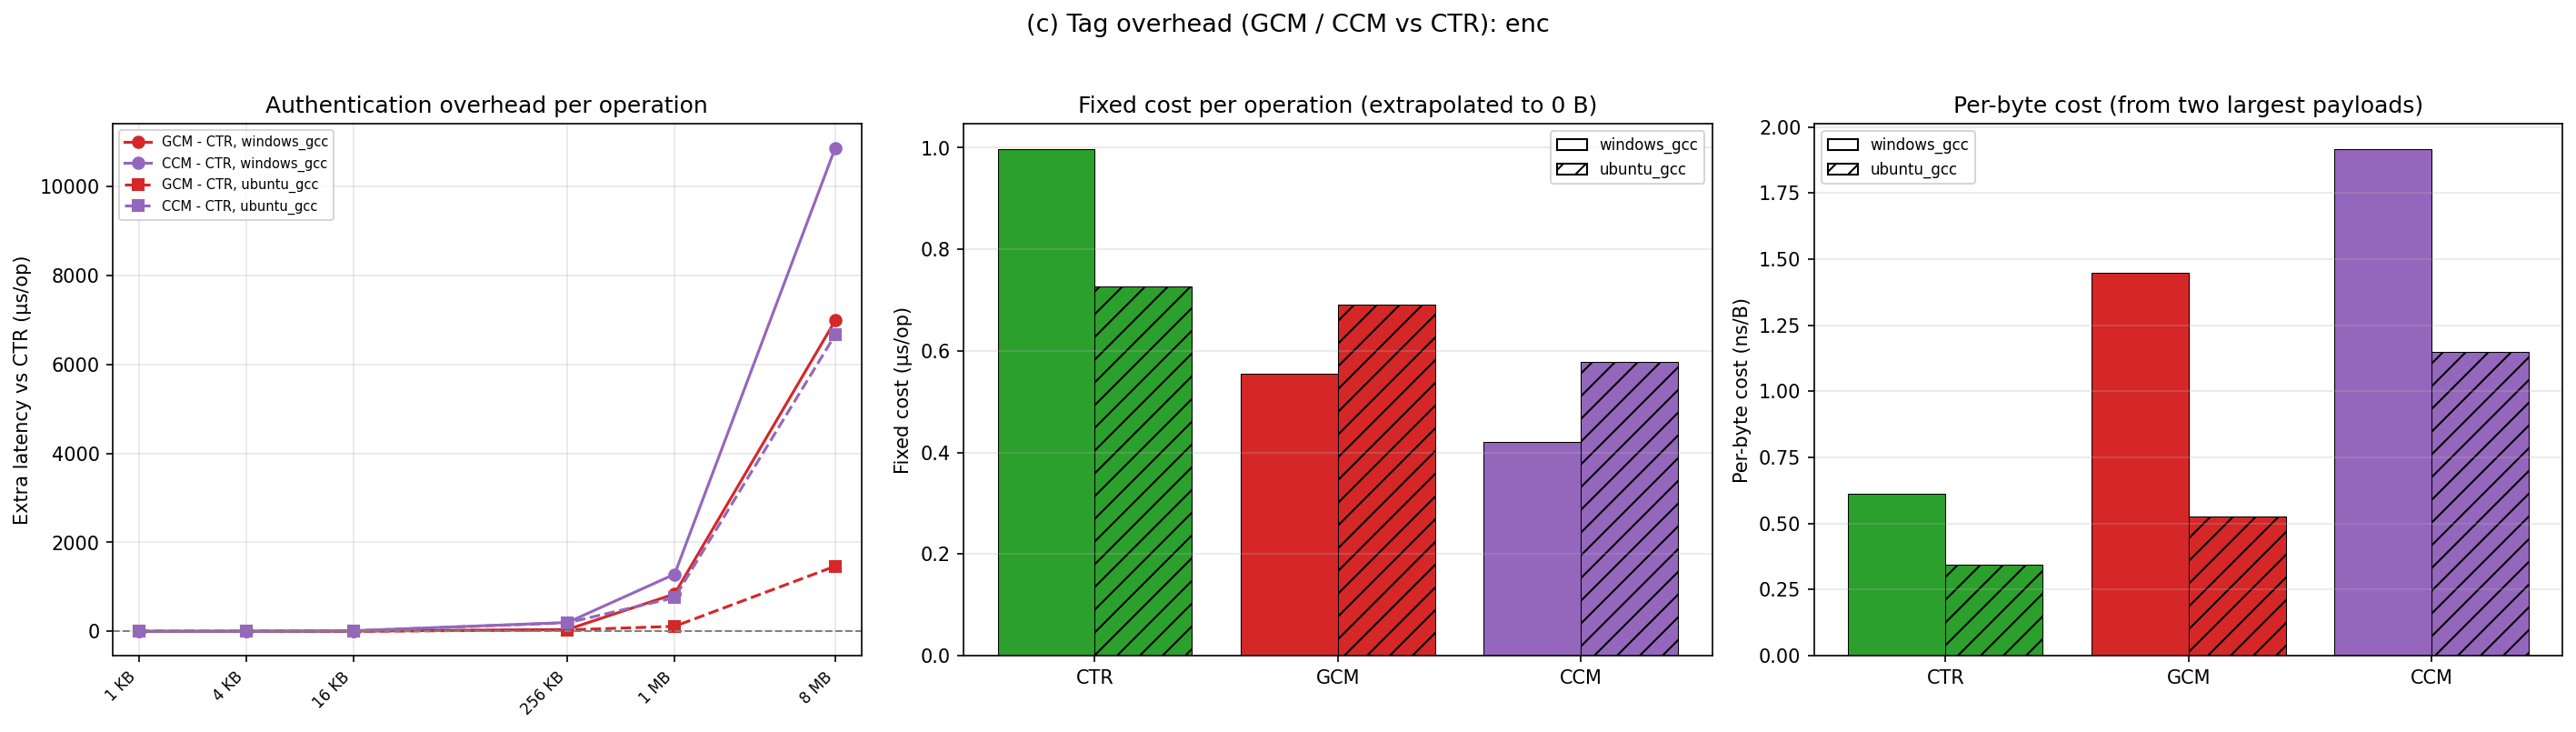 (c) Tag overhead (GCM / CCM vs CTR): enc
Authentication overhead per operation
Extra latency vs CTR (µs/op)
10000
8000
6000
4000
2000
0
GCM - CTR, windows_gcc
CCM - CTR, windows_gcc
GCM - CTR, ubuntu_gcc
CCM - CTR, ubuntu_gcc
1 KB
4 KB
16 KB
256 KB
1 MB
8 MB
Fixed cost per operation (extrapolated to 0 B)
Fixed cost (µs/op)
1.0
0.8
0.6
0.4
0.2
0.0
windows_gcc
ubuntu_gcc
CTR
GCM
CCM
Per-byte cost (from two largest payloads)
Per-byte cost (ns/B)
2.00
1.75
1.50
1.25
1.00
0.75
0.50
0.25
0.00
windows_gcc
ubuntu_gcc
CTR
GCM
CCM